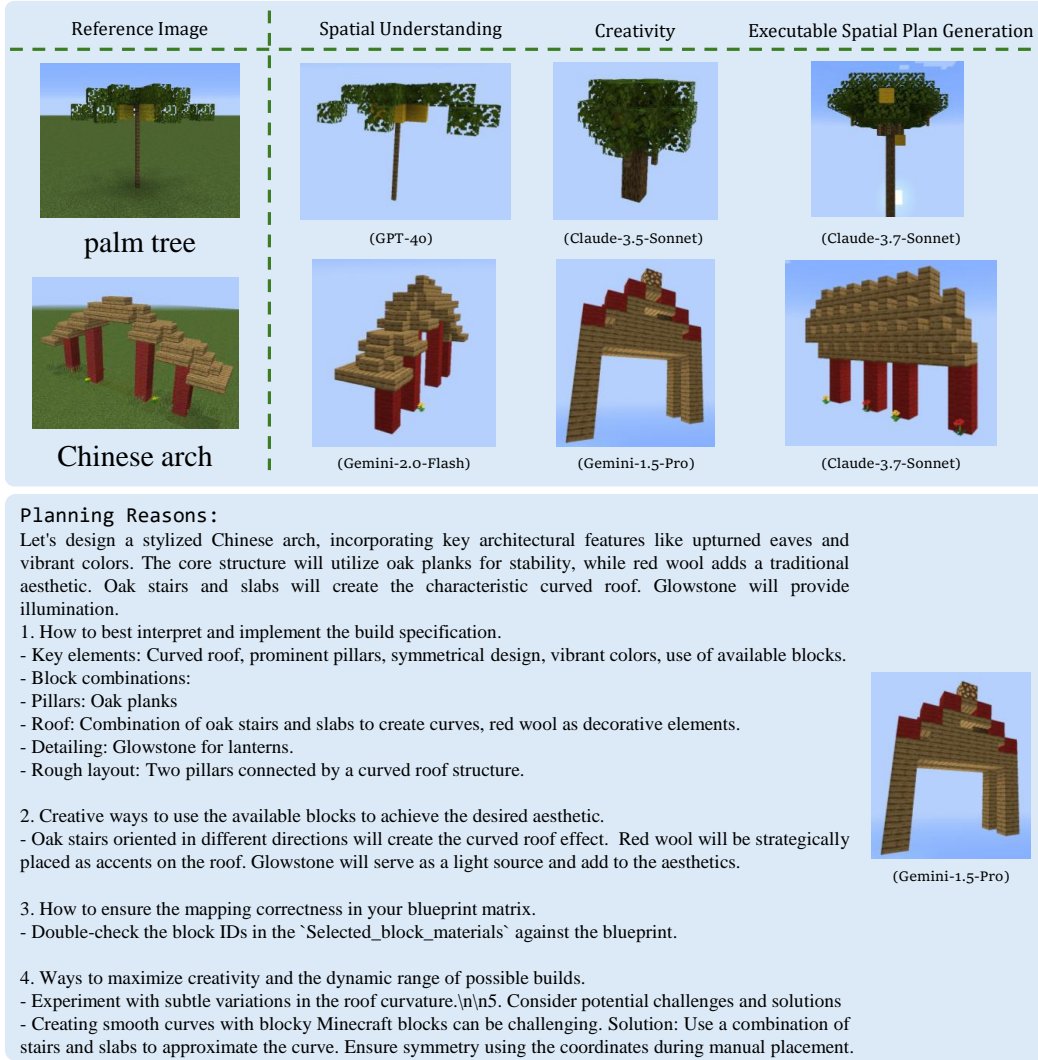 Reference Image
Spatial Understanding
Creativity
Executable Spatial Plan Generation
palm tree
(GPT-4o)
(Claude-3.5-Sonnet)
(Claude-3.7-Sonnet)
Chinese arch
(Gemini-2.0-Flash)
(Gemini-1.5-Pro)
(Claude-3.7-Sonnet)
Planning Reasons:
Let's design a stylized Chinese arch, incorporating key architectural features like upturned eaves and
vibrant colors. The core structure will utilize oak planks for stability, while red wool adds a traditional
aesthetic. Oak stairs and slabs will create the characteristic curved roof. Glowstone will provide
illumination.
1. How to best interpret and implement the build specification.
- Key elements: Curved roof, prominent pillars, symmetrical design, vibrant colors, use of available blocks.
- Block combinations:
- Pillars: Oak planks
- Roof: Combination of oak stairs and slabs to create curves, red wool as decorative elements.
- Detailing: Glowstone for lanterns.
- Rough layout: Two pillars connected by a curved roof structure.
2. Creative ways to use the available blocks to achieve the desired aesthetic.
- Oak stairs oriented in different directions will create the curved roof effect. Red wool will be strategically
placed as accents on the roof. Glowstone will serve as a light source and add to the aesthetics.
3. How to ensure the mapping correctness in your blueprint matrix.
- Double-check the block IDs in the `Selected_block_materials` against the blueprint.
4. Ways to maximize creativity and the dynamic range of possible builds.
- Experiment with subtle variations in the roof curvature.\n\n5. Consider potential challenges and solutions
- Creating smooth curves with blocky Minecraft blocks can be challenging. Solution: Use a combination of
stairs and slabs to approximate the curve. Ensure symmetry using the coordinates during manual placement.
(Gemini-1.5-Pro)